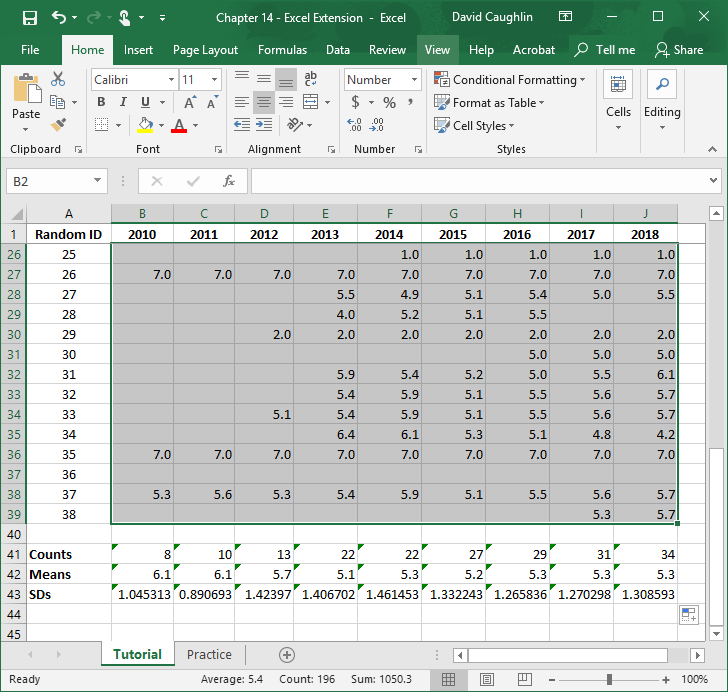 Chapter 14 - Excel Extension - Excel David Caughlin
File Home Insert Page Layout Formulas Data Review View Help Acrobat Tell me Share
Paste Calibri 11 ab Number Conditional Formatting
B I U A A $ % , Format as Table Cells Editing
A .00 .00 Cell Styles
Clipboard Font Alignment Number Styles
B2 fx
A B C D E F G H I J
1 Random ID 2010 2011 2012 2013 2014 2015 2016 2017 2018
26 25 1.0 1.0 1.0 1.0 1.0
27 26 7.0 7.0 7.0 7.0 7.0 7.0 7.0 7.0 7.0
28 27 5.5 4.9 5.1 5.4 5.0 5.5
29 28 4.0 5.2 5.1 5.5
30 29 2.0 2.0 2.0 2.0 2.0 2.0 2.0
31 30 5.0 5.0 5.0
32 31 5.9 5.4 5.2 5.0 5.5 6.1
33 32 5.4 5.9 5.1 5.5 5.6 5.7
34 33 5.1 5.4 5.9 5.1 5.5 5.6 5.7
35 34 6.4 6.1 5.3 5.1 4.8 4.2
36 35 7.0 7.0 7.0 7.0 7.0 7.0 7.0 7.0 7.0
37 36
38 37 5.3 5.6 5.3 5.4 5.9 5.1 5.5 5.6 5.7
39 38 5.3 5.7
40
41 Counts 8 10 13 22 22 27 29 31 34
42 Means 6.1 6.1 5.7 5.1 5.3 5.2 5.3 5.3 5.3
43 SDs 1.045313 0.890693 1.42397 1.406702 1.461453 1.332243 1.265836 1.270298 1.308593
44
45
Tutorial Practice
Ready Average: 5.4 Count: 196 Sum: 1050.3 100%